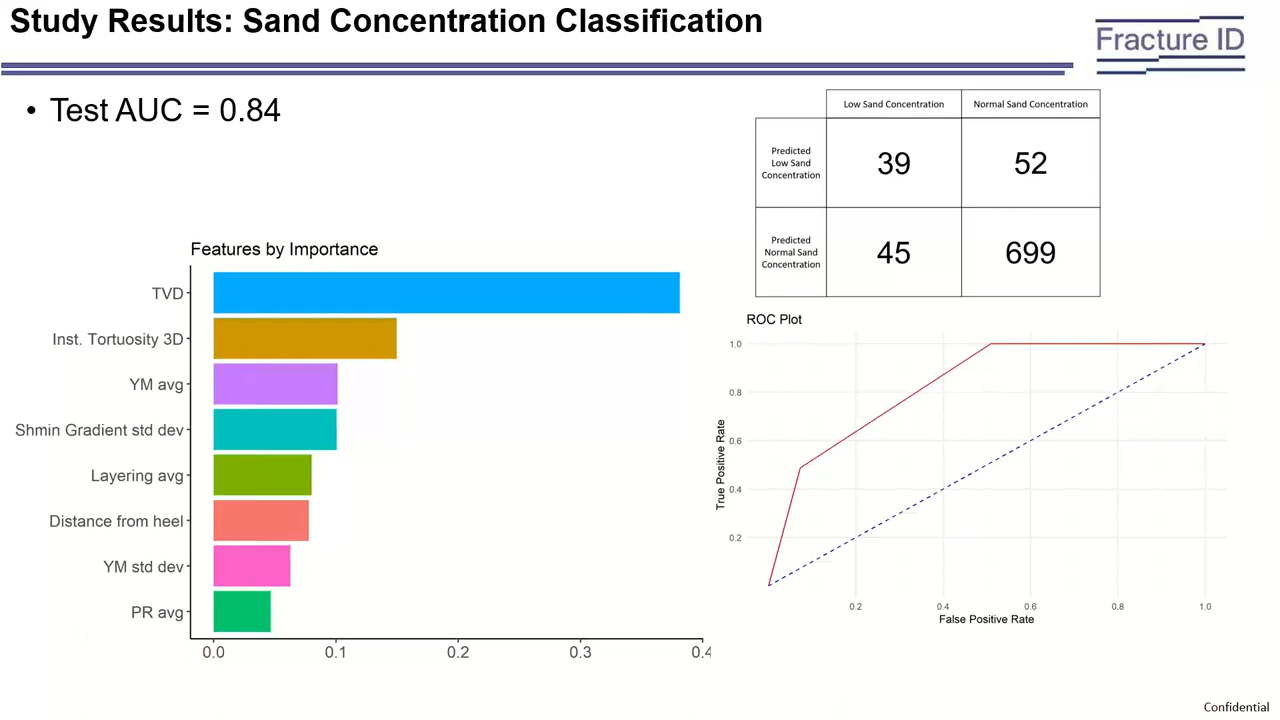 Study Results: Sand Concentration Classification
Fracture ID
• Test AUC = 0.84
Low Sand Concentration
Normal Sand Concentration
Predicted
Low Sand
Concentration
39
52
Predicted
Normal Sand
Concentration
45
699
Features by Importance
TVD
Inst. Tortuosity 3D
YM avg
Shmin Gradient std dev
Layering avg
Distance from heel
YM std dev
PR avg
0.0
0.1
0.2
0.3
0.4
ROC Plot
1.0
0.8
0.6
0.4
0.2
True Positive Rate
0.2
0.4
0.6
0.8
1.0
False Positive Rate
Confidential